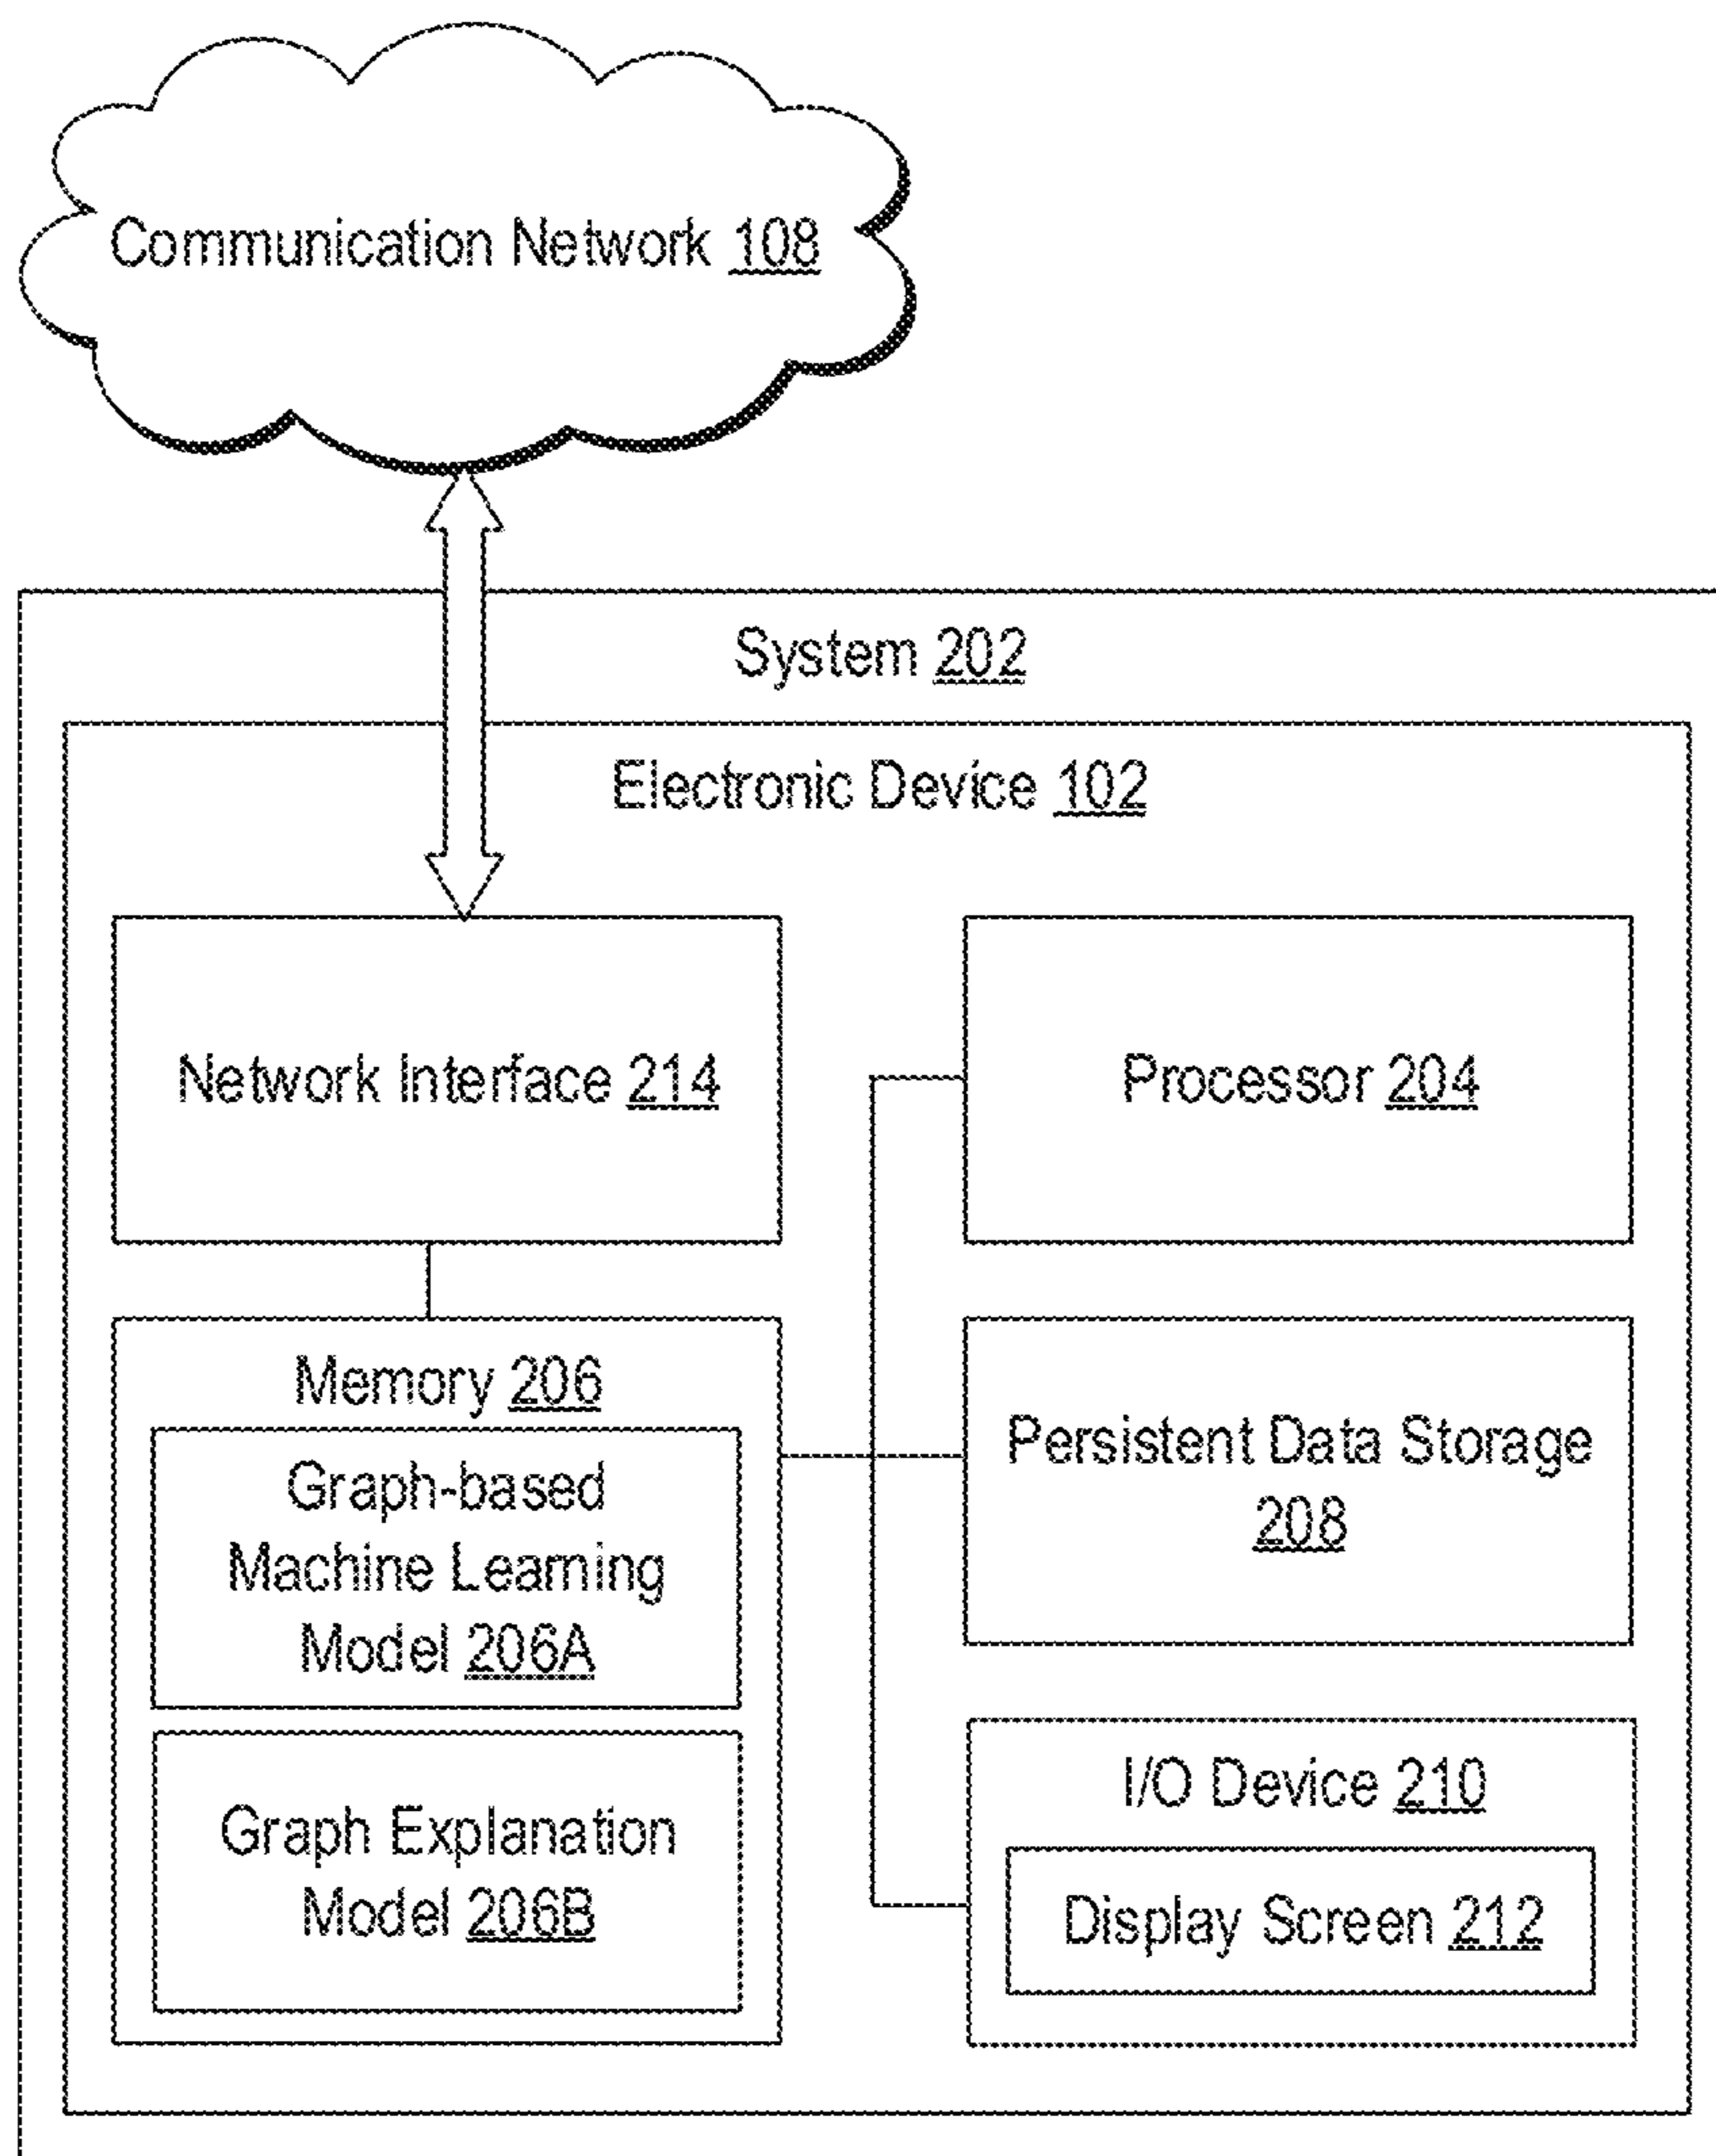 Communication Network 108
System 202
Electronic Device 102
Network Interface 214
Processor 204
Memory 206
Graph-based
Machine Learning
Model 206A
Graph Explanation
Model 206B
Persistent Data Storage
208
I/O Device 210
Display Screen 212